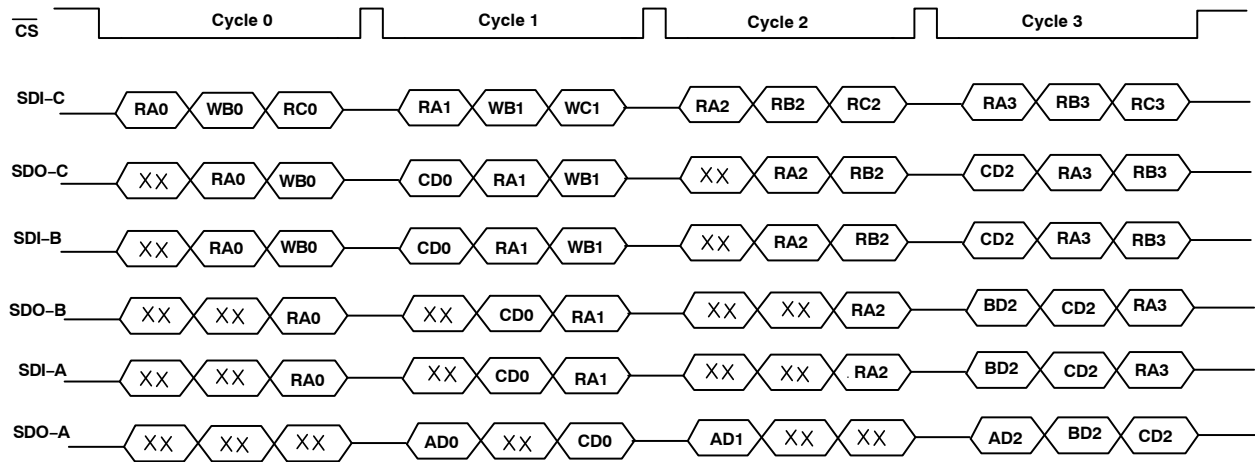 CS Cycle 0 Cycle 1 Cycle 2 Cycle 3
SDI–C RA0 WB0 RC0 RA1 WB1 WC1 RA2 RB2 RC2 RA3 RB3 RC3
SDO–C XX RA0 WB0 CD0 RA1 WB1 XX RA2 RB2 CD2 RA3 RB3
SDI–B XX RA0 WB0 CD0 RA1 WB1 XX RA2 RB2 CD2 RA3 RB3
SDO–B XX XX RA0 XX CD0 RA1 XX XX RA2 BD2 CD2 RA3
SDI–A XX XX RA0 XX CD0 RA1 XX XX RA2 BD2 CD2 RA3
SDO–A XX XX XX AD0 XX CD0 AD1 XX XX AD2 BD2 CD2